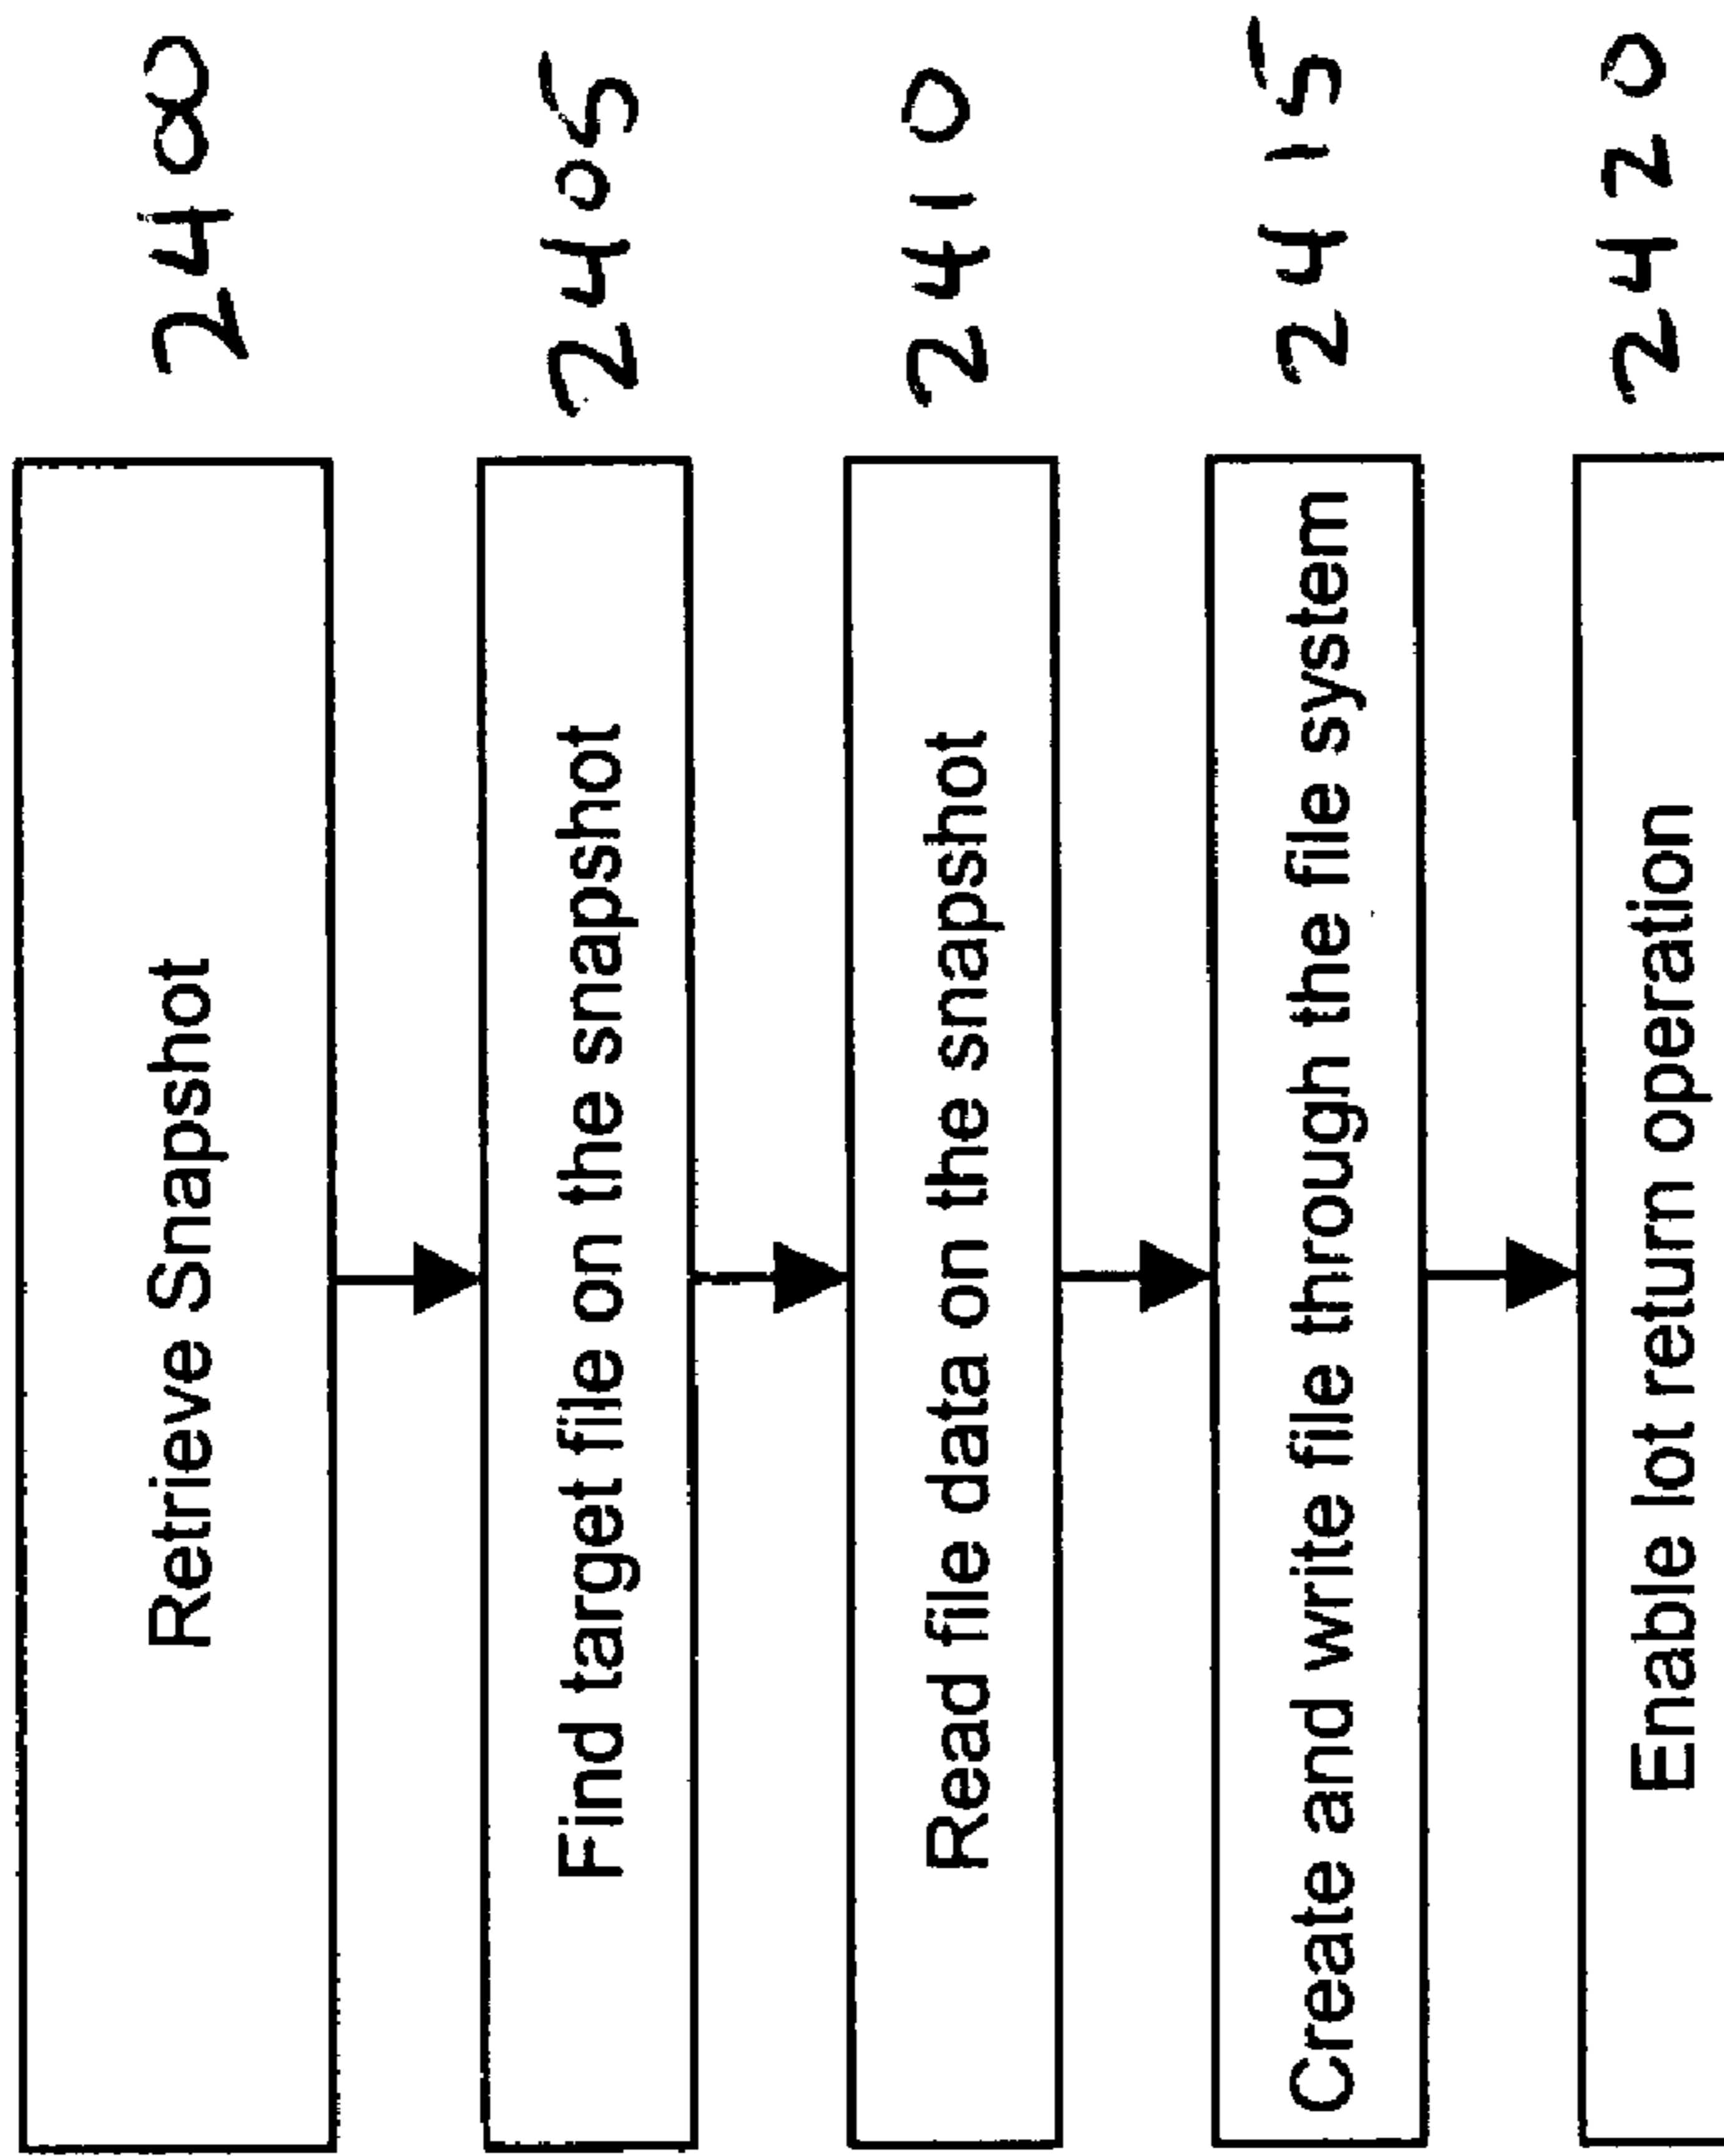 Retrieve Snapshot 2400
Find target file on the snapshot 2405
Read file data on the snapshot 2410
Create and write file through the file system 2415
Enable lot return operation 2420